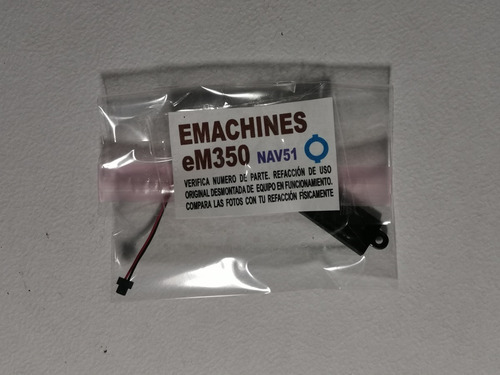 EMACHINES
eM350 NAV51
VERIFICA NUMERO DE PARTE. REFACCIÓN DE USO
ORIGINAL DESMONTADA DE EQUIPO EN FUNCIONAMIENTO.
COMPARA LAS FOTOS CON TU REFACCIÓN FÍSICAMENTE